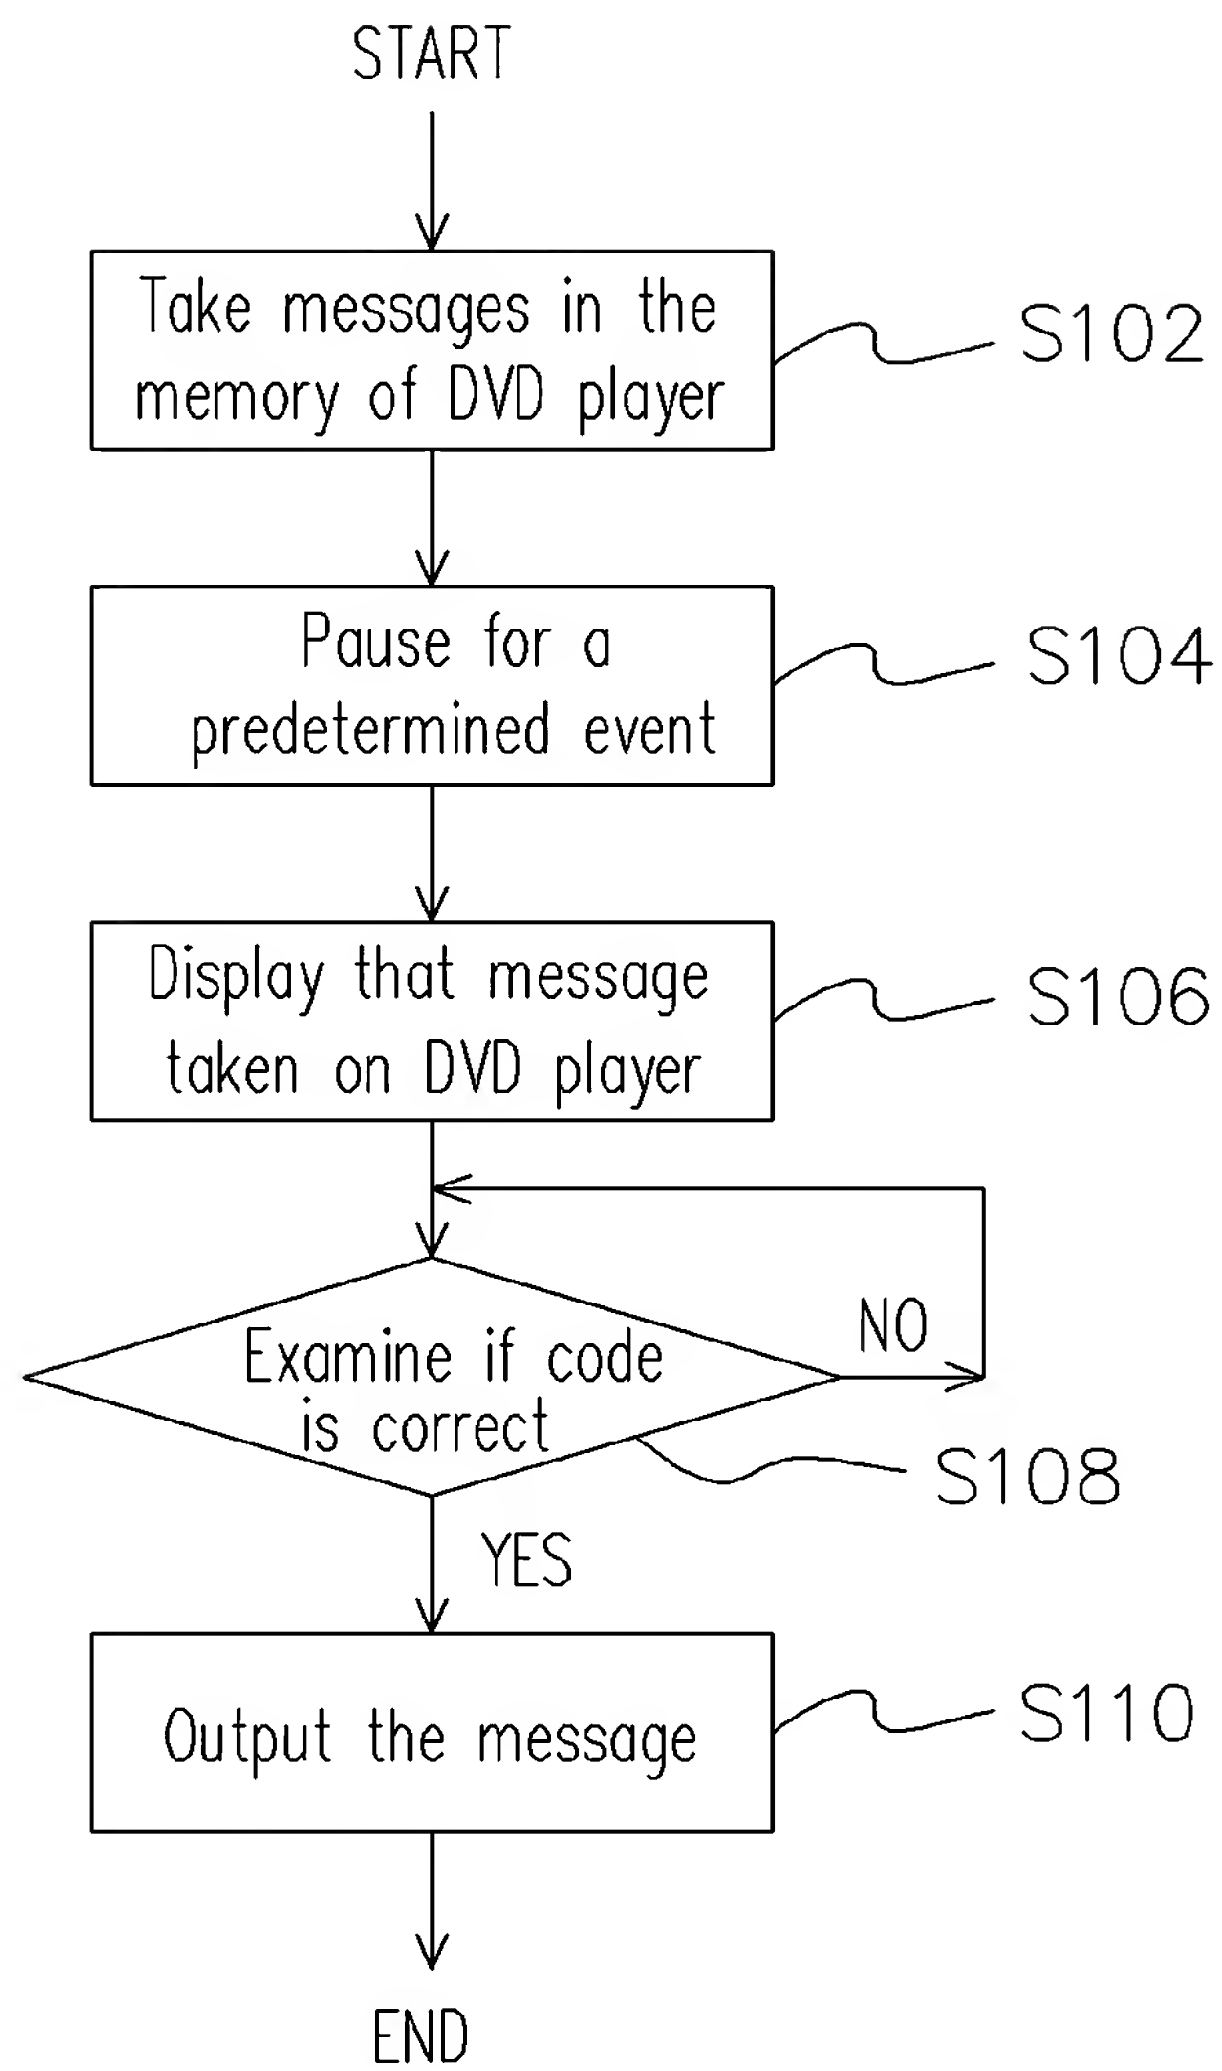 START
Take messages in the
memory of DVD player
S102
Pause for a
predetermined event
S104
Display that message
taken on DVD player
S106
Examine if code
is correct
NO
S108
YES
Output the message
S110
END